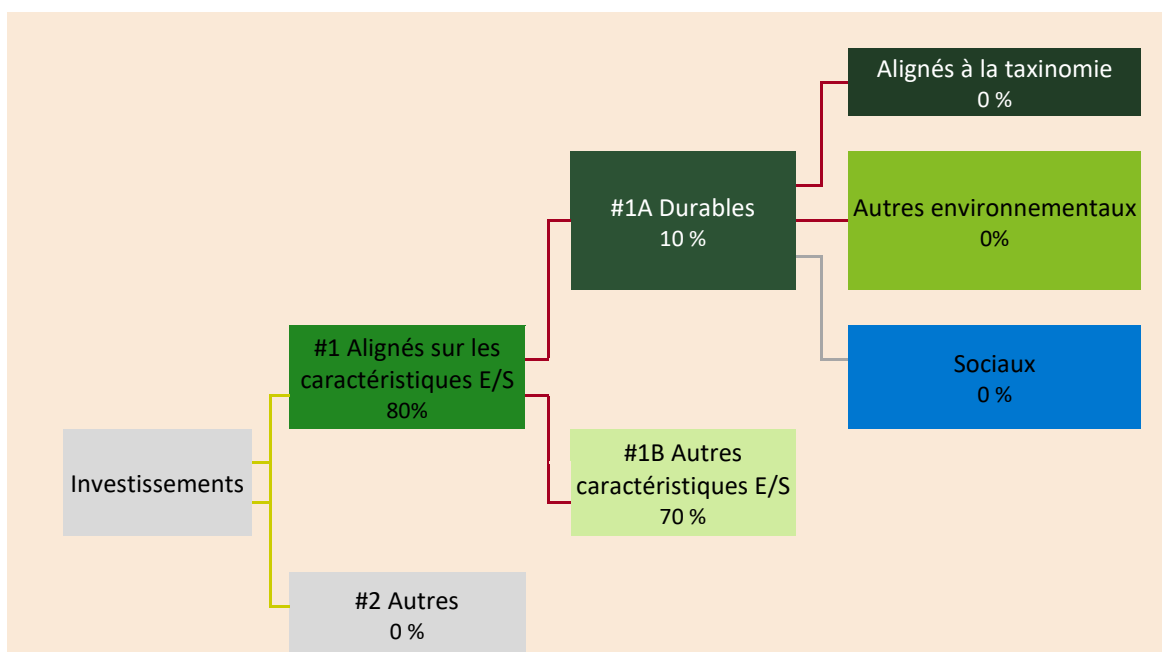 Alignés à la taxinomie
0 %
#1A Durables
10 %
Autres environnementaux
0%
#1 Alignés sur les
caractéristiques E/S
80%
Sociaux
0 %
Investissements
#1B Autres
caractéristiques E/S
70 %
#2 Autres
0 %